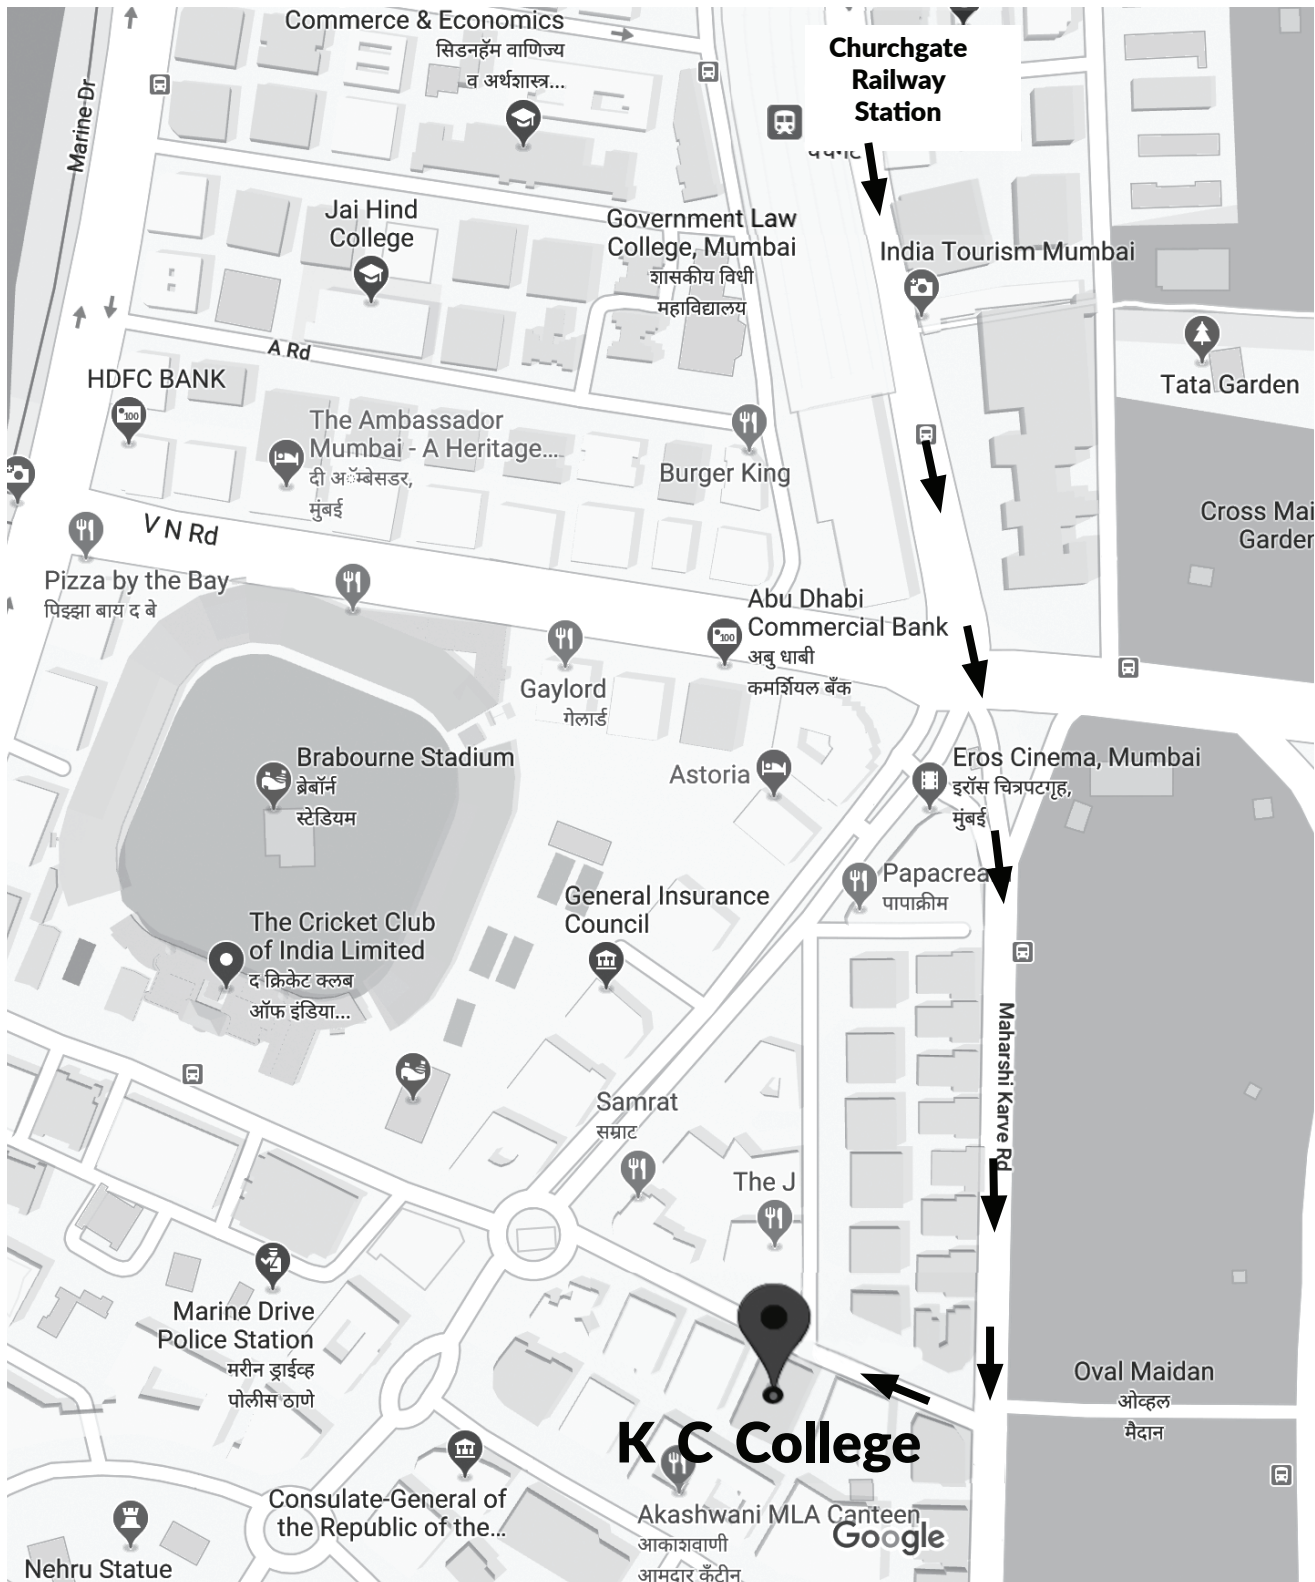 Commerce & Economics
सिडनहॅम वाणिज्य
व अर्थशास्त्र...
Churchgate
Railway
Station
Marine Dr
Jai Hind
College
Government Law
College, Mumbai
शासकीय विधी
महाविद्यालय
India Tourism Mumbai
A Rd
HDFC BANK
100
Tata Garden
The Ambassador
Mumbai - A Heritage...
दी अॅम्बेसडर,
मुंबई
Burger King
Cross Mai
Garden
V N Rd
Pizza by the Bay
पिझ्झा बाय द बे
Abu Dhabi
Commercial Bank
अबु धाबी
कमर्शियल बँक
100
Gaylord
गेलार्ड
Brabourne Stadium
ब्रेबॉर्न
स्टेडियम
Astoria
Eros Cinema, Mumbai
इरॉस चित्रपटगृह,
मुंबई
Papacrea
पापाक्रीम
General Insurance
Council
The Cricket Club
of India Limited
द क्रिकेट क्लब
ऑफ इंडिया...
Maharshi Karve Rd
Samrat
सम्राट
The J
Marine Drive
Police Station
मरीन ड्राईव्ह
पोलीस ठाणे
Oval Maidan
ओव्हल
मैदान
K C College
Consulate-General of
the Republic of the...
Akashwani MLA Canteen
आकाशवाणी
आमदार कँटीन
Google
Nehru Statue